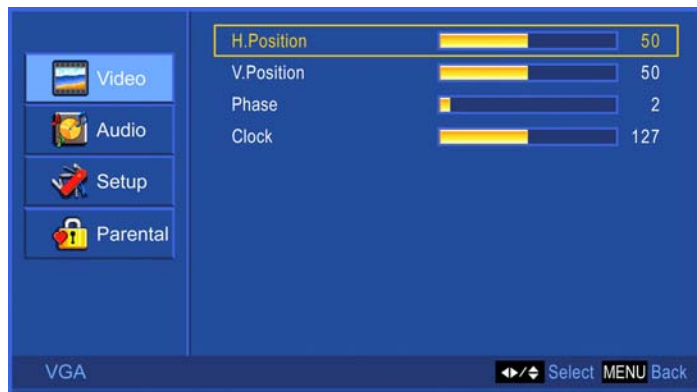 Video
Audio
Setup
Parental
H.Position 50
V.Position 50
Phase 2
Clock 127
VGA
Select MENU Back